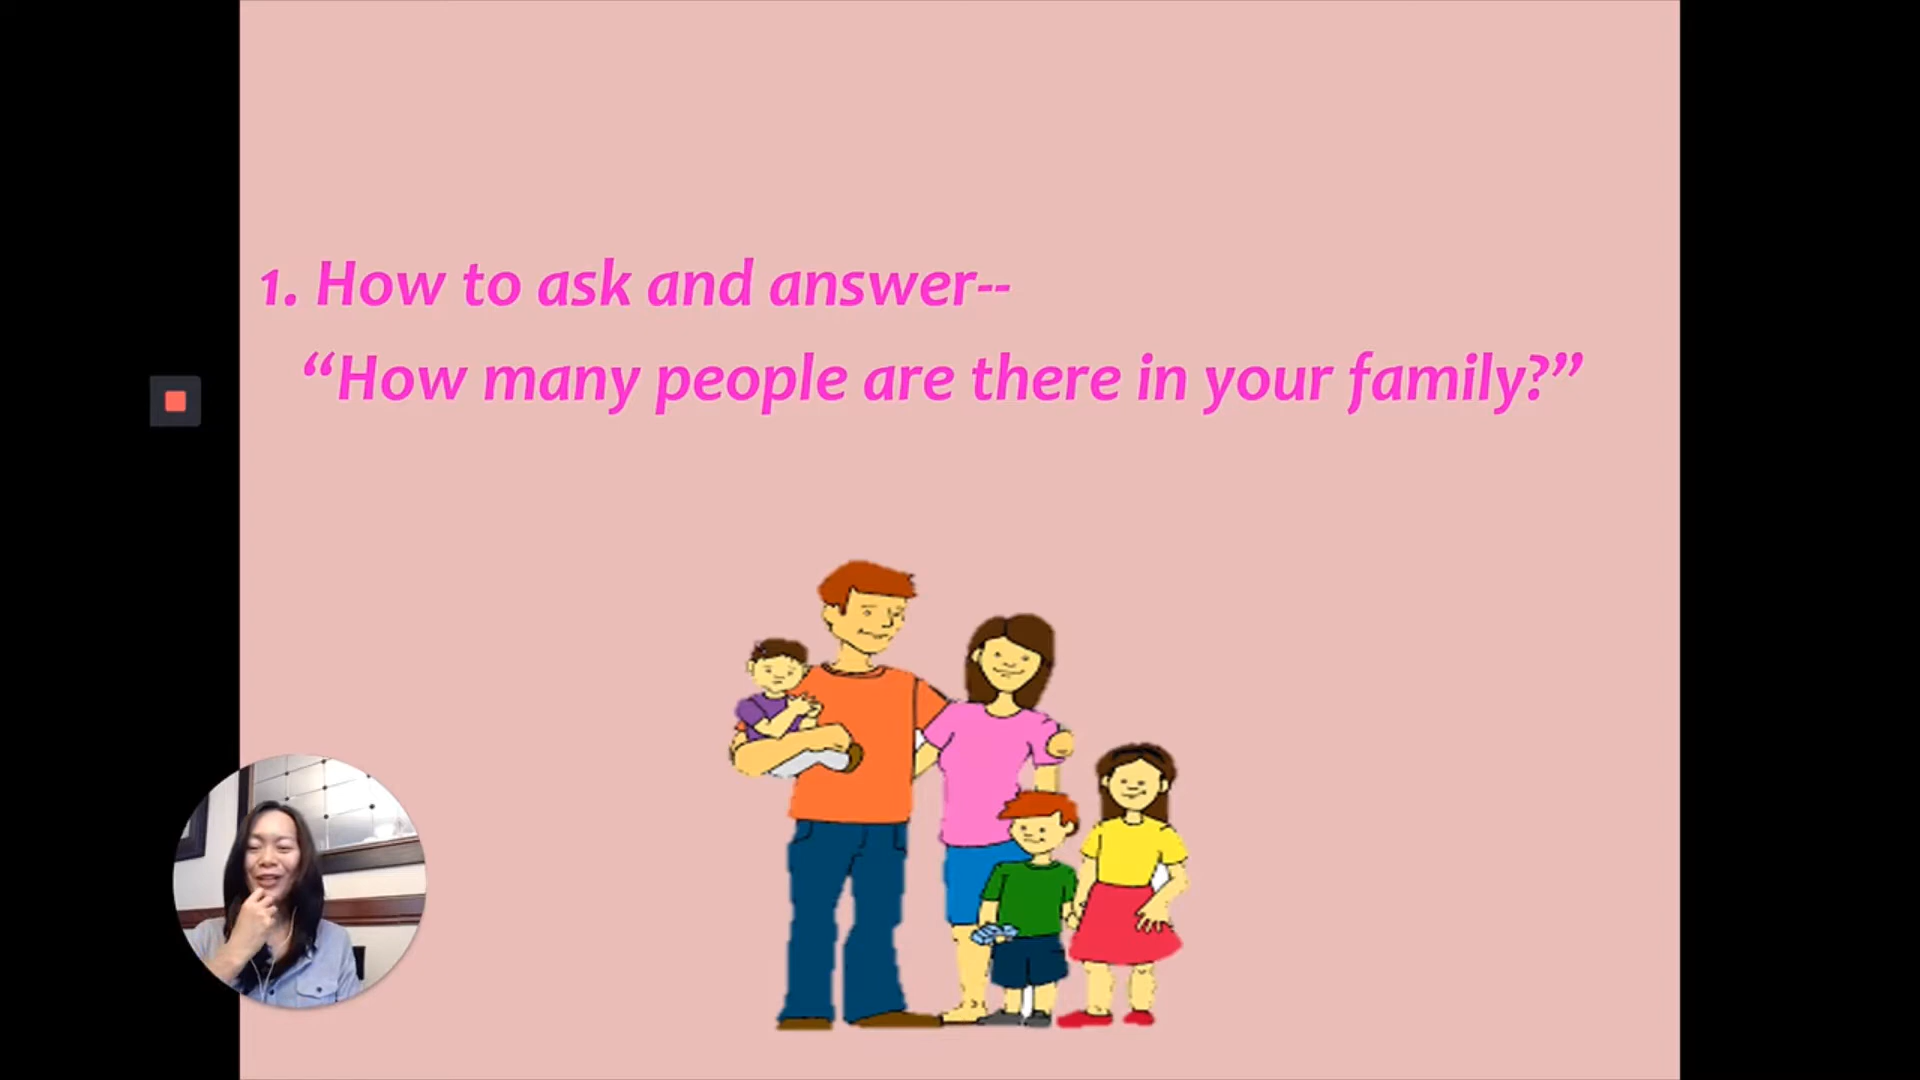 1. How to ask and answer--
“How many people are there in your family?”